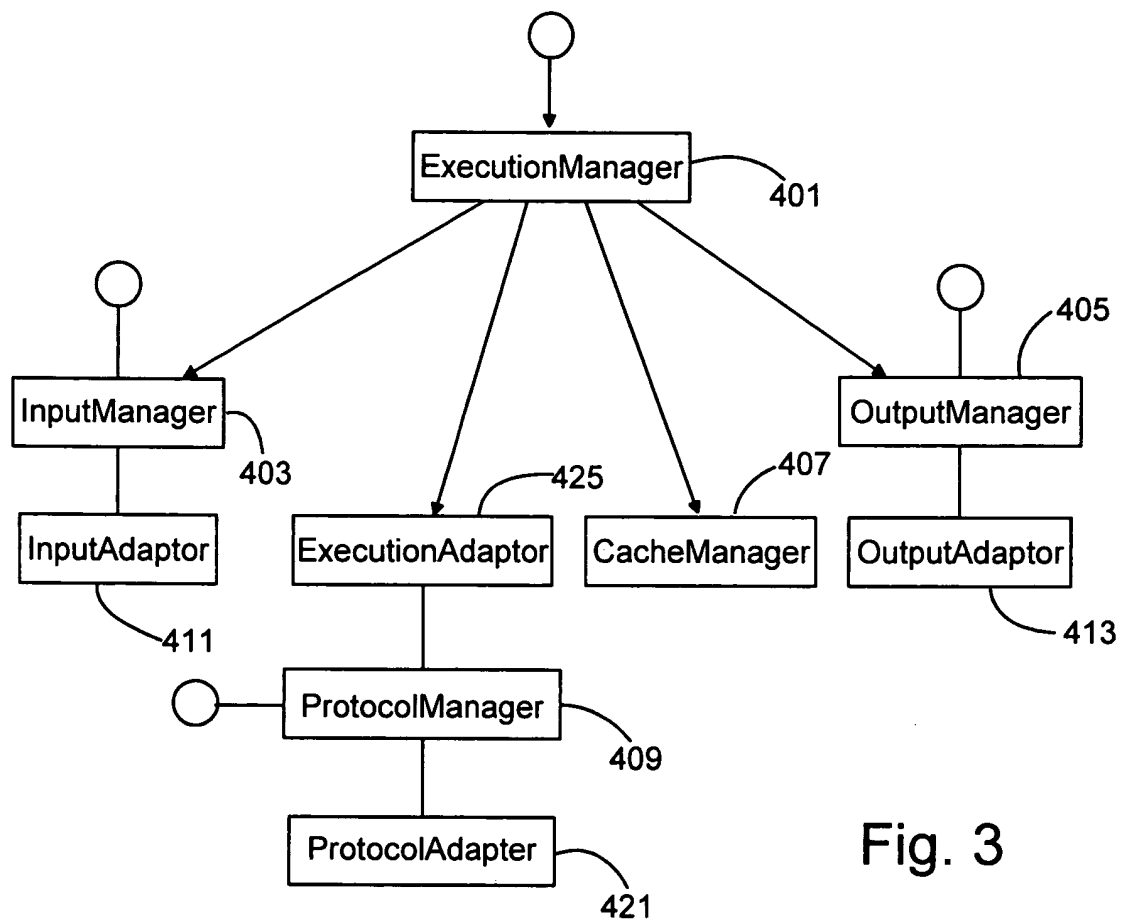 ExecutionManager
401
405
InputManager
OutputManager
403
425
407
InputAdaptor
ExecutionAdaptor
CacheManager
OutputAdaptor
411
413
ProtocolManager
409
ProtocolAdapter
421
Fig. 3